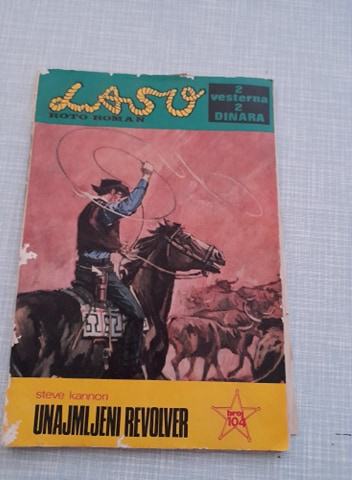 LASO
ROTO ROMAN
2
vesterna
2
DINARA
steve kannon
UNAJMLJENI REVOLVER
broj
104